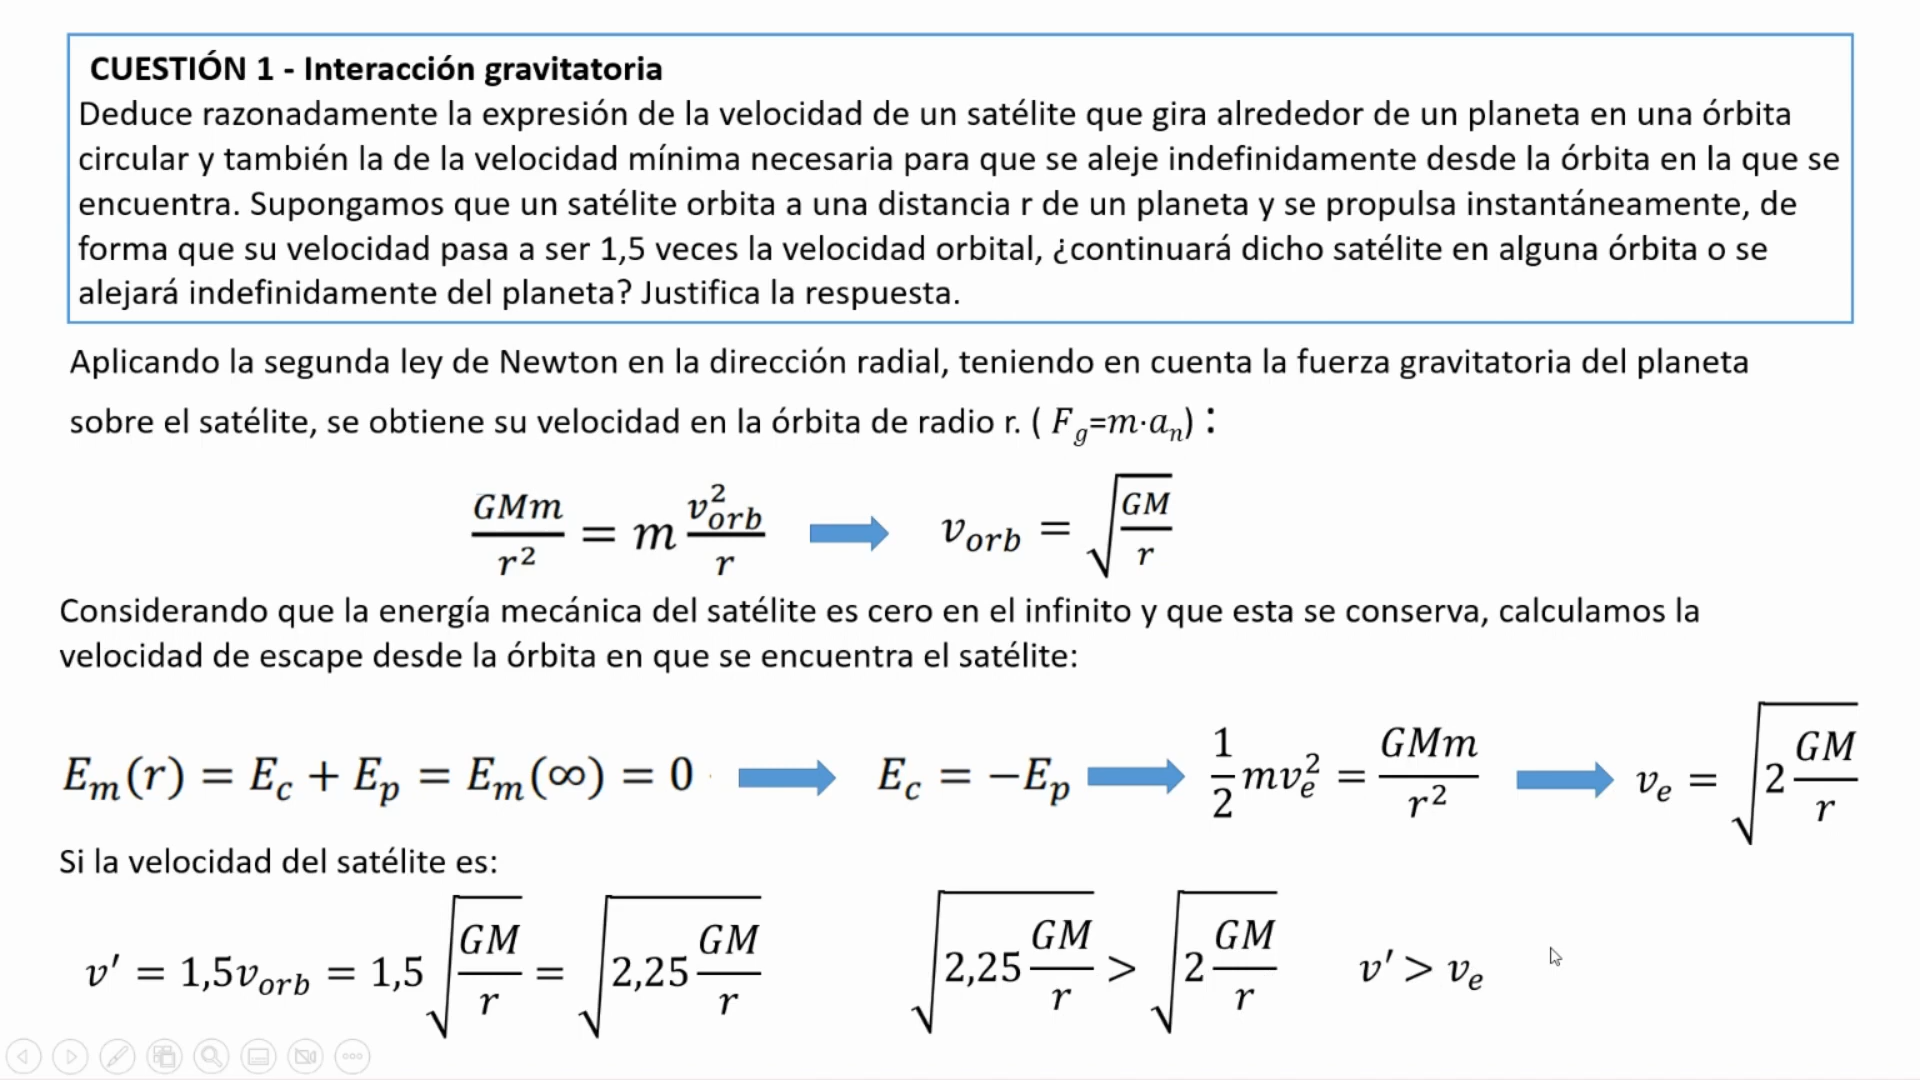 CUESTIÓN 1 - Interacción gravitatoria
Deduce razonadamente la expresión de la velocidad de un satélite que gira alrededor de un planeta en una órbita
circular y también la de la velocidad mínima necesaria para que se aleje indefinidamente desde la órbita en la que se
encuentra. Supongamos que un satélite orbita a una distancia r de un planeta y se propulsa instantáneamente, de
forma que su velocidad pasa a ser 1,5 veces la velocidad orbital, ¿continuará dicho satélite en alguna órbita o se
alejará indefinidamente del planeta? Justifica la respuesta.
Aplicando la segunda ley de Newton en la dirección radial, teniendo en cuenta la fuerza gravitatoria del planeta
sobre el satélite, se obtiene su velocidad en la órbita de radio r. ( F_g=m·a_n) :
GMm/r² = m v²_orb/r → v_orb = √(GM/r)
Considerando que la energía mecánica del satélite es cero en el infinito y que esta se conserva, calculamos la
velocidad de escape desde la órbita en que se encuentra el satélite:
E_m(r) = E_c + E_p = E_m(∞) = 0 → E_c = −E_p → 1/2 mv_e² = GMm/r² → v_e = √(2 GM/r)
Si la velocidad del satélite es:
v′ = 1,5v_orb = 1,5 √(GM/r) = √(2,25 GM/r) √(2,25 GM/r) > √(2 GM/r) v′ > v_e